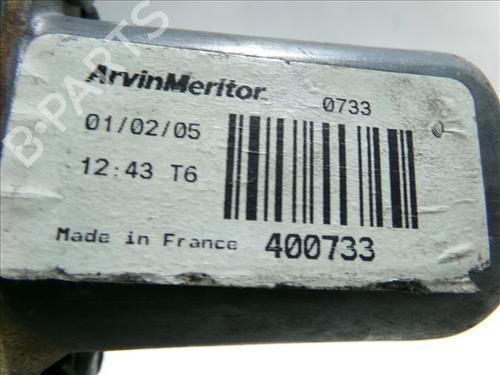 ArvinMeritor
0733
01/02/05
12:43 T6
Made in France
400733
B-PARTS